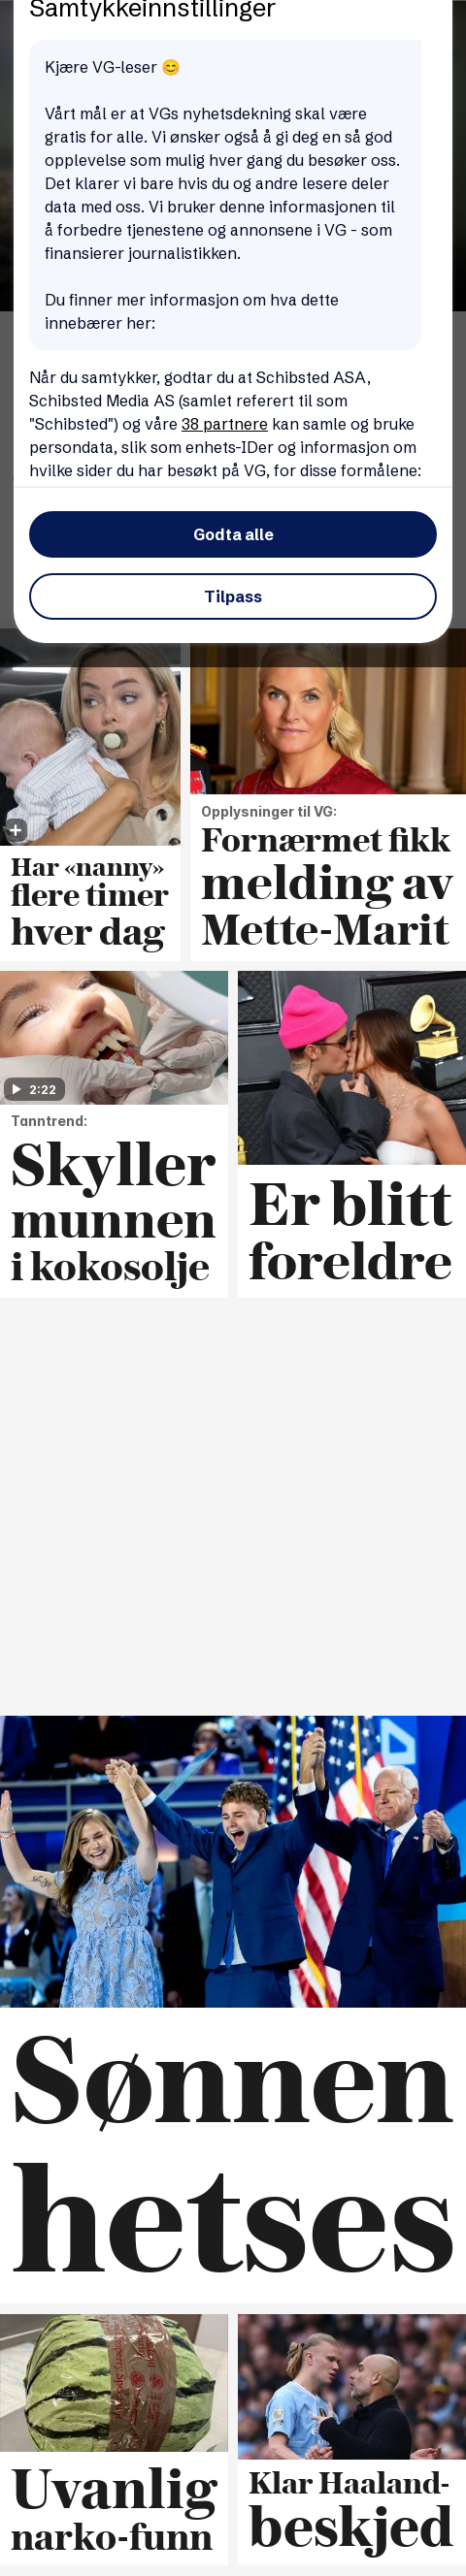 Samtykkeinnstillinger
Kjære VG-leser 😊
Vårt mål er at VGs nyhetsdekning skal være
gratis for alle. Vi ønsker også å gi deg en så god
opplevelse som mulig hver gang du besøker oss.
Det klarer vi bare hvis du og andre lesere deler
data med oss. Vi bruker denne informasjonen til
å forbedre tjenestene og annonsene i VG - som
finansierer journalistikken.
Du finner mer informasjon om hva dette
innebærer her:
Når du samtykker, godtar du at Schibsted ASA,
Schibsted Media AS (samlet referert til som
"Schibsted") og våre 38 partnere kan samle og bruke
persondata, slik som enhets-IDer og informasjon om
hvilke sider du har besøkt på VG, for disse formålene:
Godta alle
Tilpass
Har «nanny»
flere timer
hver dag
Opplysninger til VG:
Fornærmet fikk
melding av
Mette-Marit
2:22
Tanntrend:
Skyller
munnen
i kokosolje
Er blitt
foreldre
Sønnen
hetses
Uvanlig
narko-funn
Klar Haaland-
beskjed